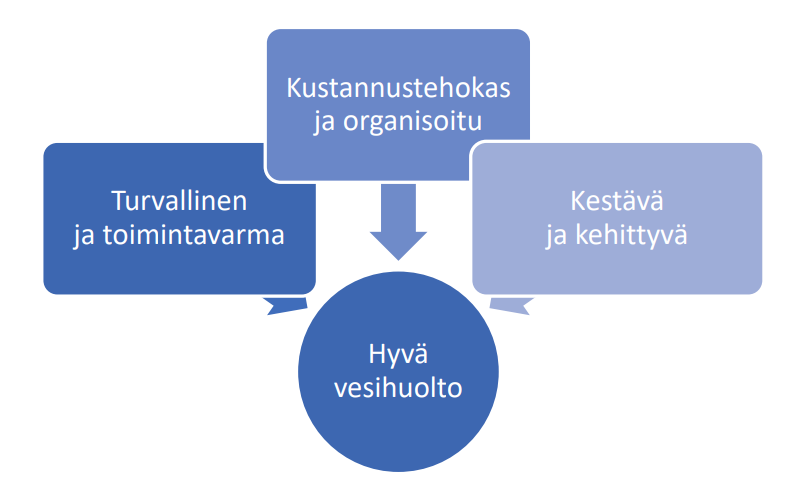 Kustannustehokas
ja organisoitu
Turvallinen
ja toimintavarma
Kestävä
ja kehittyvä
Hyvä
vesihuolto